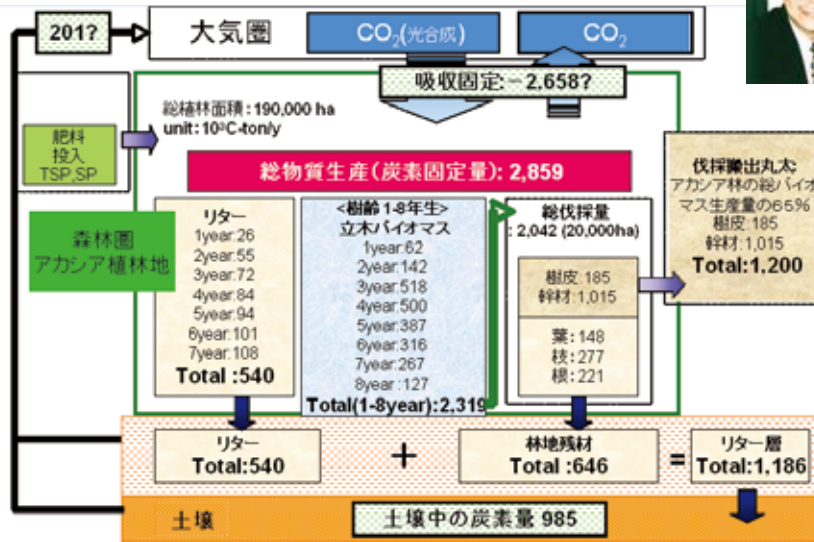 201?
大気圏
CO2(光合成)
CO2
吸収固定:－2,658?
総植林面積：190,000 ha
unit：10³C-ton/y
肥料
投入
TSP,SP
総物質生産(炭素固定量): 2,859
森林圏
アカシア植林地
リター
1year:26
2year:55
3year:72
4year:84
5year:94
6year:101
7year:108
Total :540
<樹齢 1-8年生>
立木バイオマス
1year:62
2year:142
3year:518
4year:500
5year:387
6year:316
7year:267
8year:127
Total(1-8year):2,319
総伐採量
: 2,042 (20,000ha)
樹皮：185
幹材:1,015
葉：148
枝：277
根：221
伐採搬出丸太:
アカシア林の総バイオ
マス生産量の65%
樹皮：185
幹材:1,015
Total:1,200
リター
Total:540
+
林地残材
Total :646
=
リター層
Total:1,186
土壌
土壌中の炭素量 985